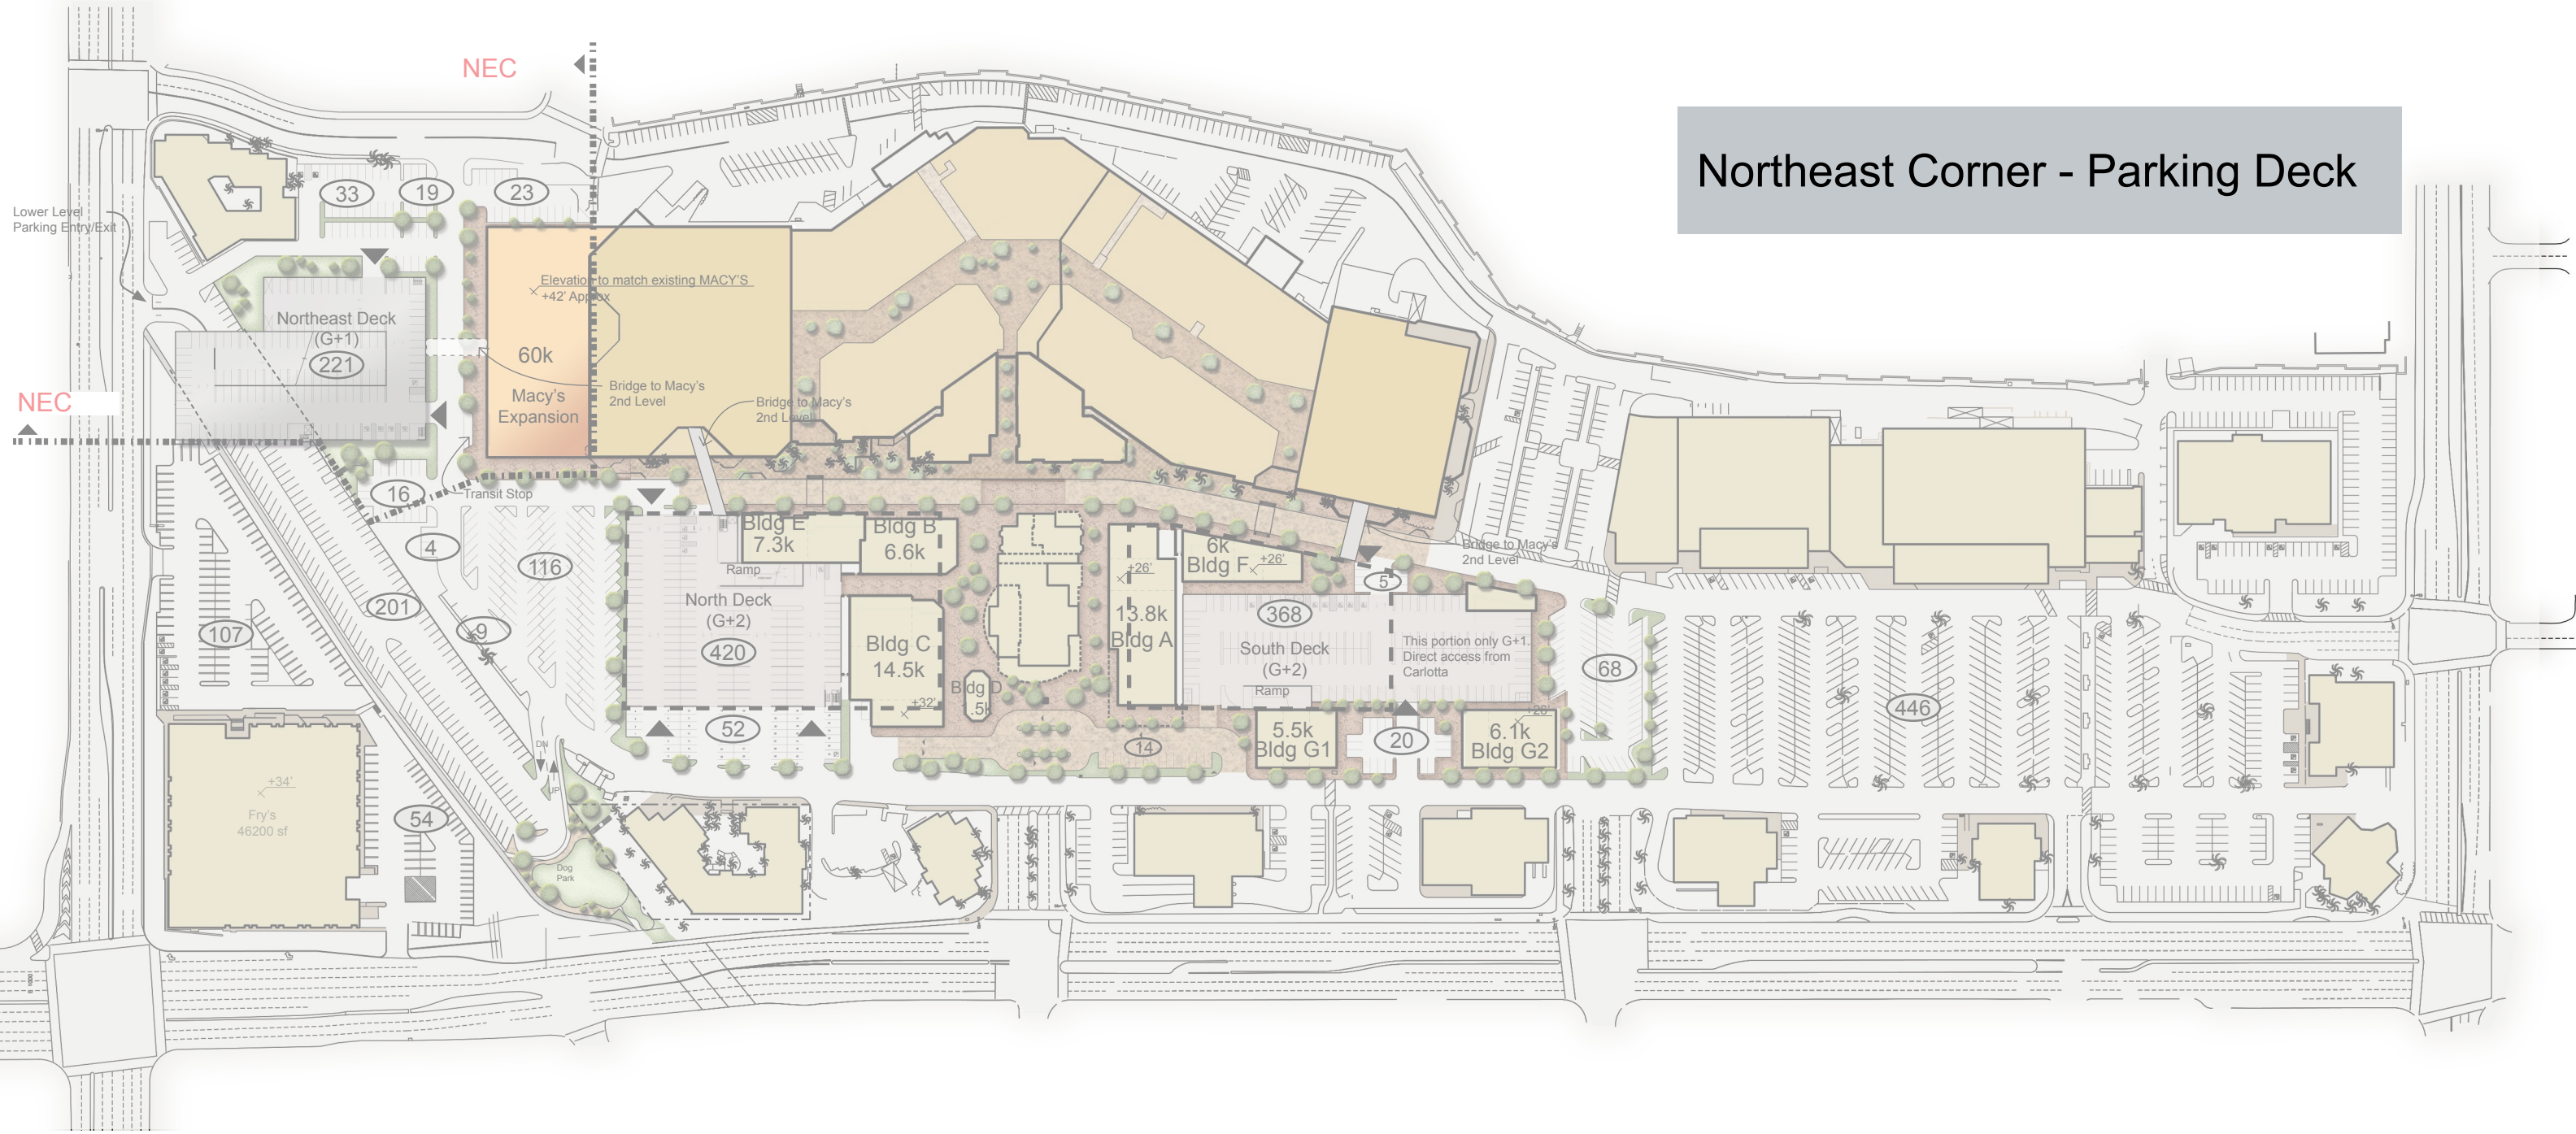 NEC
Northeast Corner - Parking Deck
33
19
23
Lower Level
Parking Entry/Exit
Elevation to match existing MACY'S
+42' Approx
Northeast Deck
(G+1)
221
60k
Macy's
Expansion
Bridge to Macy's
2nd Level
Bridge to Macy's
2nd Level
NEC
16
Transit Stop
4
116
Bldg E
7.3k
Bldg B
6.6k
Ramp
North Deck
(G+2)
420
201
107
9
Bldg C
14.5k
+32'
Bldg D
.5k
+26'
13.8k
Bldg A
6k
Bldg F
+26'
Bridge to Macy's
2nd Level
5
368
South Deck
(G+2)
This portion only G+1.
Direct access from
Carlotta
Ramp
68
446
52
14
5.5k
Bldg G1
20
+26'
6.1k
Bldg G2
DN
UP
+34'
Fry's
46200 sf
54
Dog
Park